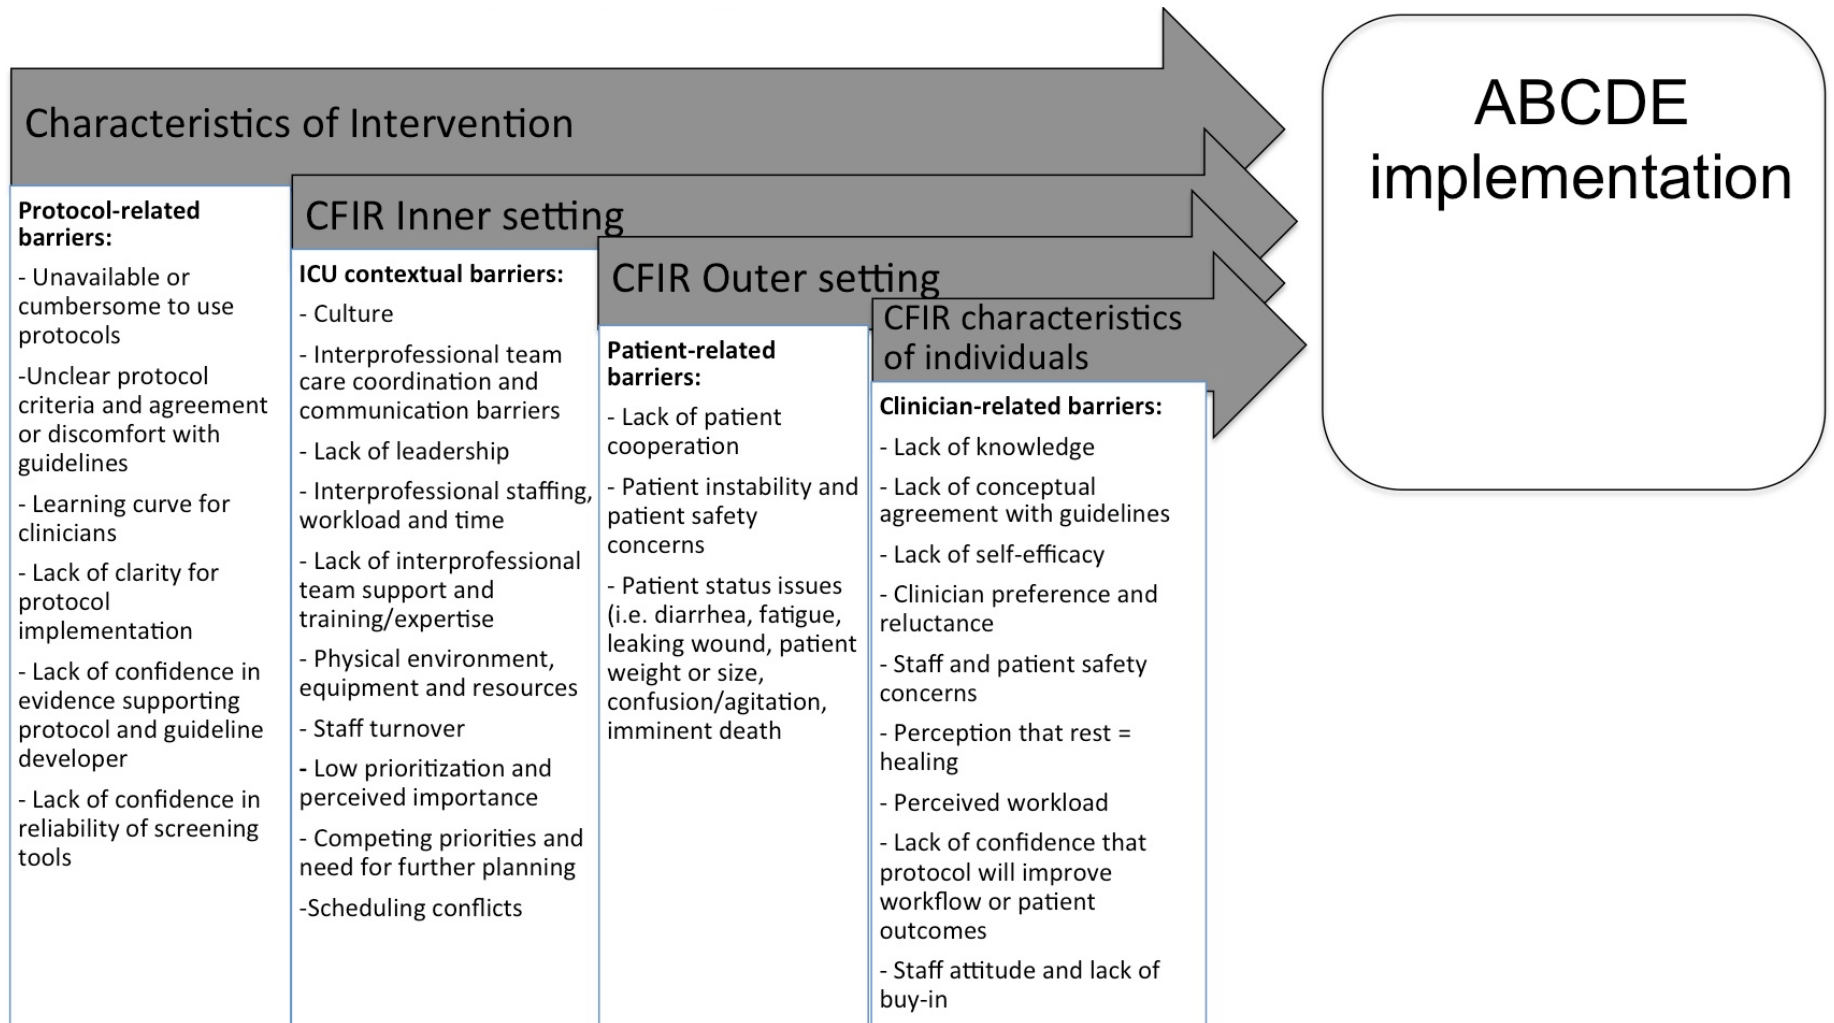 Characteristics of Intervention
Protocol-related
barriers:
- Unavailable or
cumbersome to use
protocols
-Unclear protocol
criteria and agreement
or discomfort with
guidelines
- Learning curve for
clinicians
- Lack of clarity for
protocol
implementation
- Lack of confidence in
evidence supporting
protocol and guideline
developer
- Lack of confidence in
reliability of screening
tools
CFIR Inner setting
ICU contextual barriers:
- Culture
- Interprofessional team
care coordination and
communication barriers
- Lack of leadership
- Interprofessional staffing,
workload and time
- Lack of interprofessional
team support and
training/expertise
- Physical environment,
equipment and resources
- Staff turnover
- Low prioritization and
perceived importance
- Competing priorities and
need for further planning
-Scheduling conflicts
CFIR Outer setting
Patient-related
barriers:
- Lack of patient
cooperation
- Patient instability and
patient safety
concerns
- Patient status issues
(i.e. diarrhea, fatigue,
leaking wound, patient
weight or size,
confusion/agitation,
imminent death
CFIR characteristics
of individuals
Clinician-related barriers:
- Lack of knowledge
- Lack of conceptual
agreement with guidelines
- Lack of self-efficacy
- Clinician preference and
reluctance
- Staff and patient safety
concerns
- Perception that rest =
healing
- Perceived workload
- Lack of confidence that
protocol will improve
workflow or patient
outcomes
- Staff attitude and lack of
buy-in
ABCDE
implementation